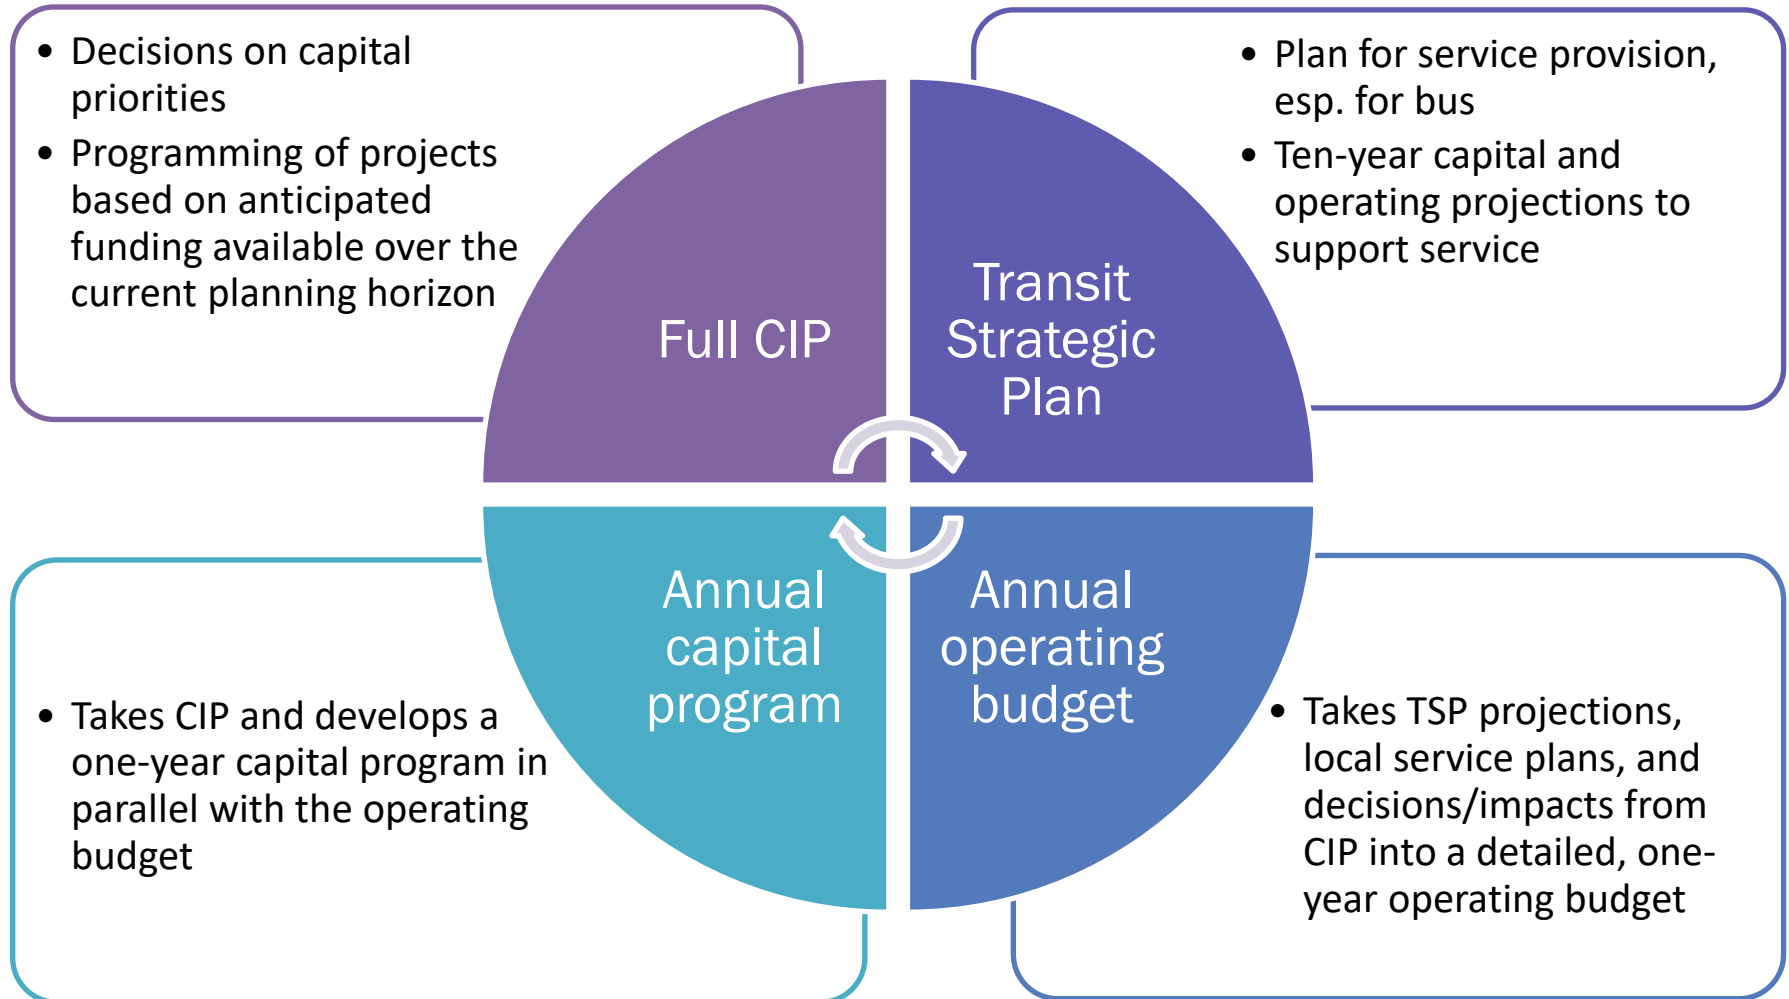 • Decisions on capital
priorities
• Programming of projects
based on anticipated
funding available over the
current planning horizon
• Plan for service provision,
esp. for bus
• Ten-year capital and
operating projections to
support service
Full CIP
Transit
Strategic
Plan
Annual
capital
program
Annual
operating
budget
• Takes CIP and develops a
one-year capital program in
parallel with the operating
budget
• Takes TSP projections,
local service plans, and
decisions/impacts from
CIP into a detailed, one-
year operating budget